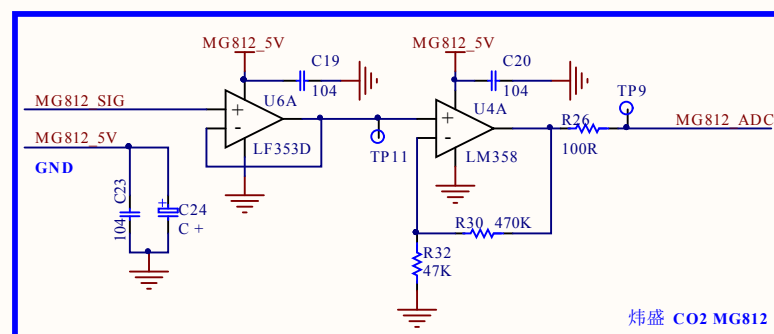 MG812_5V
C19
104
MG812_5V
C20
104
TP9
MG812_SIG
U6A
U4A
R26
MG812_ADC
100R
MG812_5V
LF353D
TP11
LM358
GND
C23
104
C24
C +
R30 470K
R32
47K
炜盛 CO2 MG812